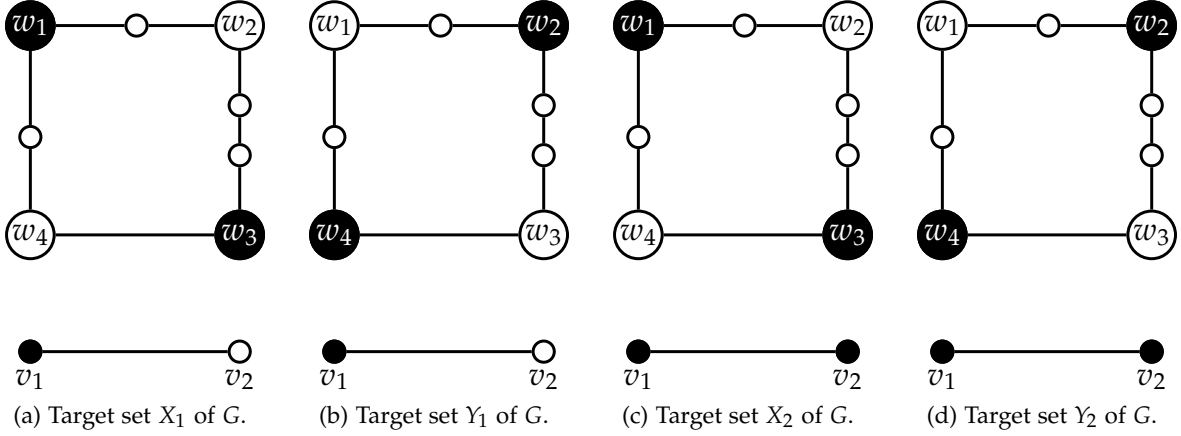 w₁ w₂ w₁ w₂ w₁ w₂ w₁ w₂
w₄ w₃ w₄ w₃ w₄ w₃ w₄ w₃
v₁ v₂ v₁ v₂ v₁ v₂ v₁ v₂
(a) Target set X₁ of G. (b) Target set Y₁ of G. (c) Target set X₂ of G. (d) Target set Y₂ of G.